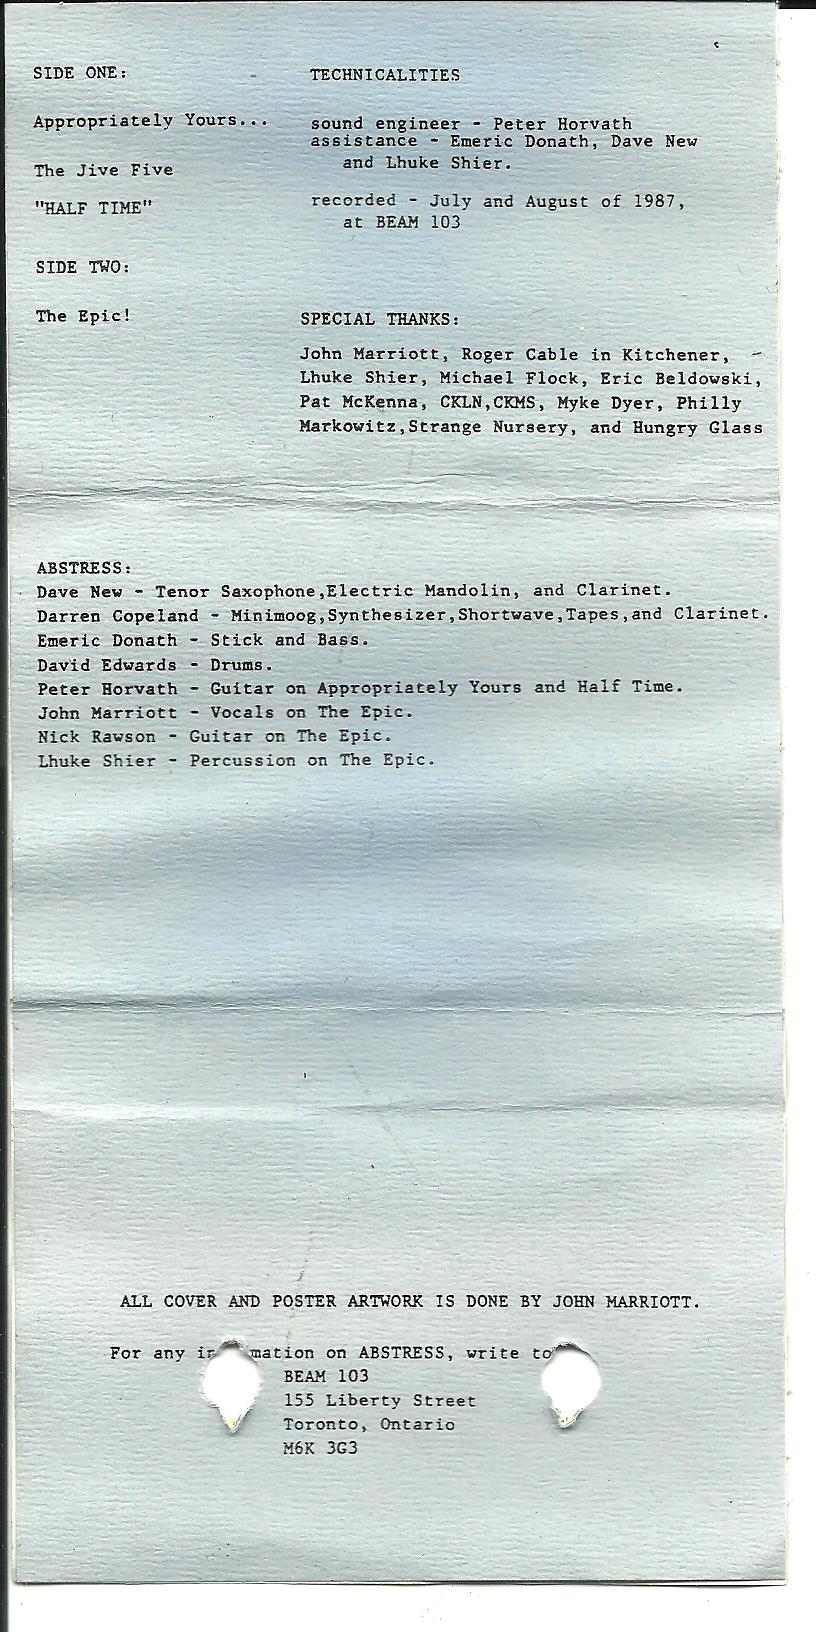 SIDE ONE:
Appropriately Yours...
The Jive Five
"HALF TIME"
SIDE TWO:
The Epic!
TECHNICALITIES
sound engineer - Peter Horvath
assistance - Emeric Donath, Dave New
and Lhuke Shier.
recorded - July and August of 1987,
at BEAM 103
SPECIAL THANKS:
John Marriott, Roger Cable in Kitchener,
Lhuke Shier, Michael Flock, Eric Beldowski,
Pat McKenna, CKLN,CKMS, Myke Dyer, Philly
Markowitz,Strange Nursery, and Hungry Glass
ABSTRESS:
Dave New - Tenor Saxophone,Electric Mandolin, and Clarinet.
Darren Copeland - Minimoog,Synthesizer,Shortwave,Tapes,and Clarinet.
Emeric Donath - Stick and Bass.
David Edwards - Drums.
Peter Horvath - Guitar on Appropriately Yours and Half Time.
John Marriott - Vocals on The Epic.
Nick Rawson - Guitar on The Epic.
Lhuke Shier - Percussion on The Epic.
ALL COVER AND POSTER ARTWORK IS DONE BY JOHN MARRIOTT.
For any mation on ABSTRESS, write to
BEAM 103
155 Liberty Street
Toronto, Ontario
M6K 3G3